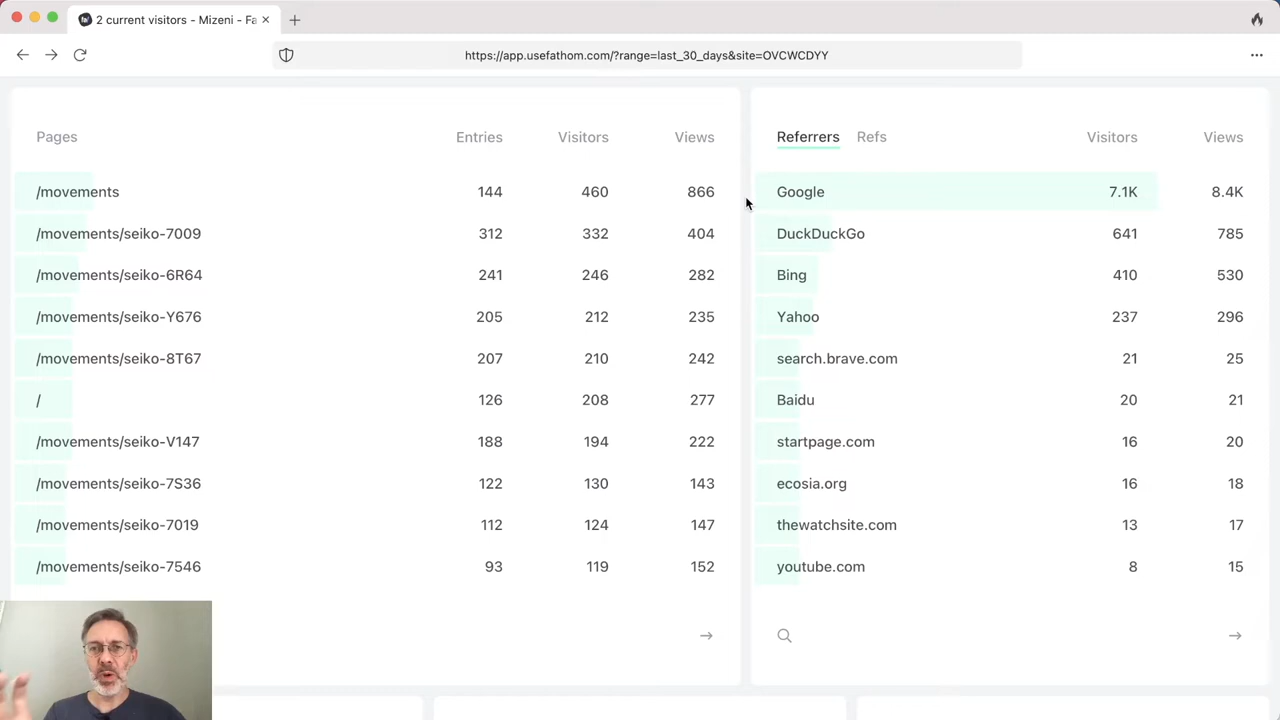 2 current visitors - Mizeni - Fa
https://app.usefathom.com/?range=last_30_days&site=OVCWCDYY
Pages Entries Visitors Views
/movements 144 460 866
/movements/seiko-7009 312 332 404
/movements/seiko-6R64 241 246 282
/movements/seiko-Y676 205 212 235
/movements/seiko-8T67 207 210 242
/ 126 208 277
/movements/seiko-V147 188 194 222
/movements/seiko-7S36 122 130 143
/movements/seiko-7019 112 124 147
/movements/seiko-7546 93 119 152
Referrers Refs Visitors Views
Google 7.1K 8.4K
DuckDuckGo 641 785
Bing 410 530
Yahoo 237 296
search.brave.com 21 25
Baidu 20 21
startpage.com 16 20
ecosia.org 16 18
thewatchsite.com 13 17
youtube.com 8 15